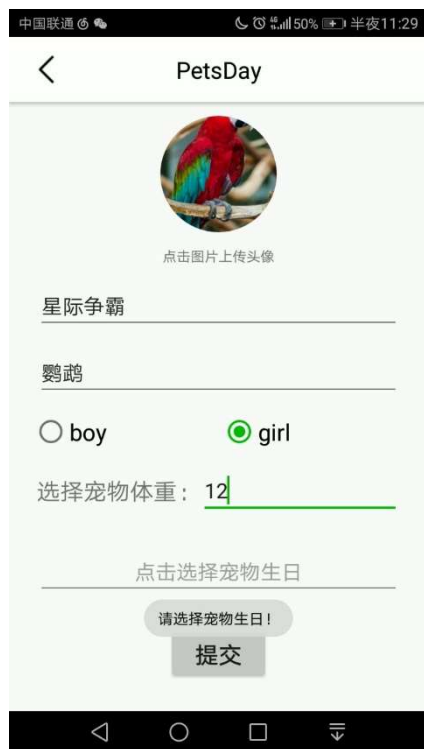 中国联通 50% 半夜11:29
PetsDay
点击图片上传头像
星际争霸
鹦鹉
boy girl
选择宠物体重： 12
点击选择宠物生日
请选择宠物生日！
提交